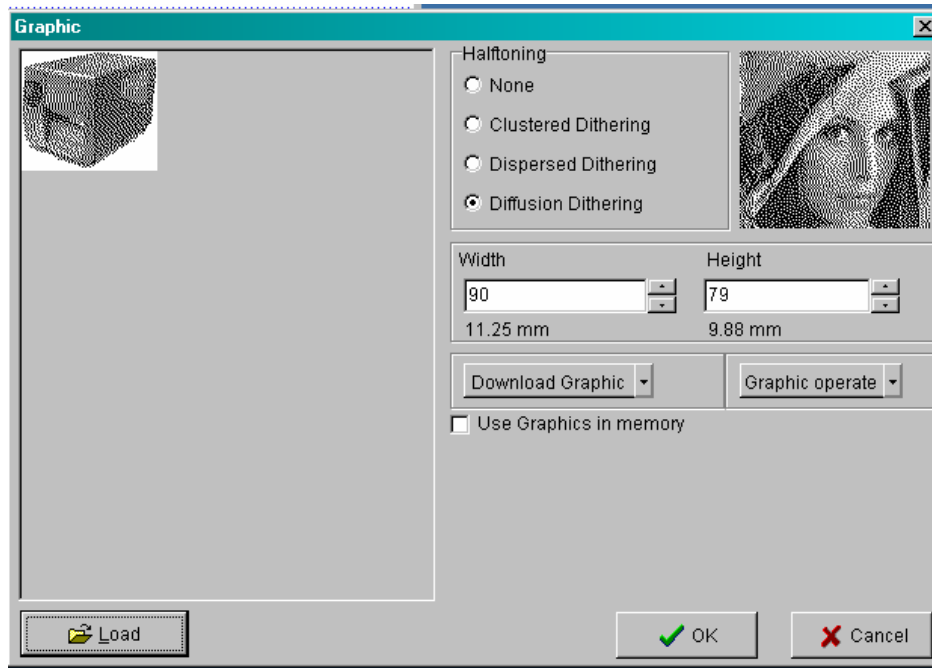 Graphic
Halftoning
None
Clustered Dithering
Dispersed Dithering
Diffusion Dithering
Width
Height
90
79
11.25 mm
9.88 mm
Download Graphic
Graphic operate
Use Graphics in memory
Load
OK
Cancel